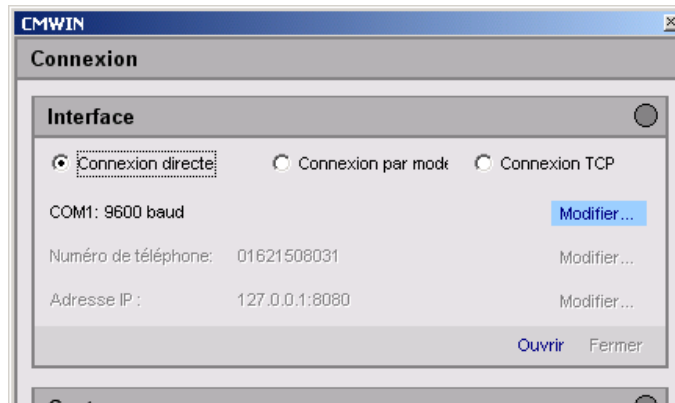 CMWIN
Connexion
Interface
Connexion directe Connexion par mode Connexion TCP
COM1: 9600 baud Modifier...
Numéro de téléphone: 01621508031 Modifier...
Adresse IP : 127.0.0.1:8080 Modifier...
Ouvrir Fermer